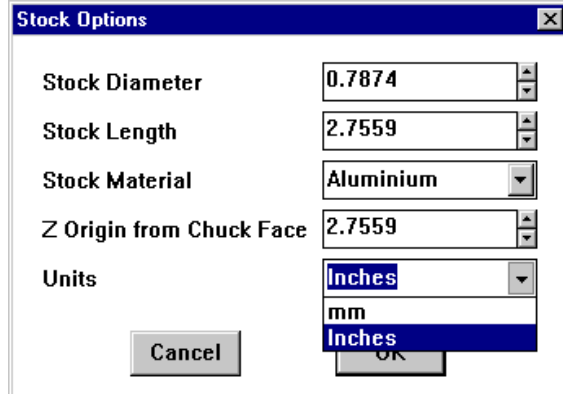 Stock Options
Stock Diameter 0.7874
Stock Length 2.7559
Stock Material Aluminium
Z Origin from Chuck Face 2.7559
Units Inches
mm
Inches
Cancel OK